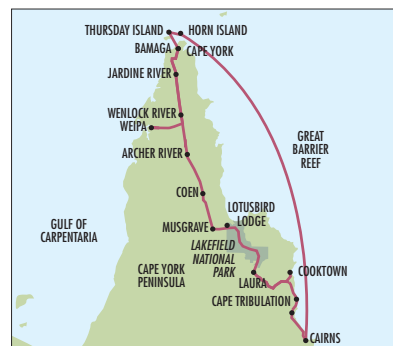 THURSDAY ISLAND
HORN ISLAND
BAMAGA
CAPE YORK
JARDINE RIVER
WENLOCK RIVER
WEIPA
GREAT
BARRIER
REEF
ARCHER RIVER
COEN
LOTUSBIRD
LODGE
GULF OF
CARPENTARIA
MUSGRAVE
LAKEFIELD
NATIONAL
PARK
CAPE YORK
PENINSULA
COOKTOWN
LAURA
CAPE TRIBULATION
CAIRNS